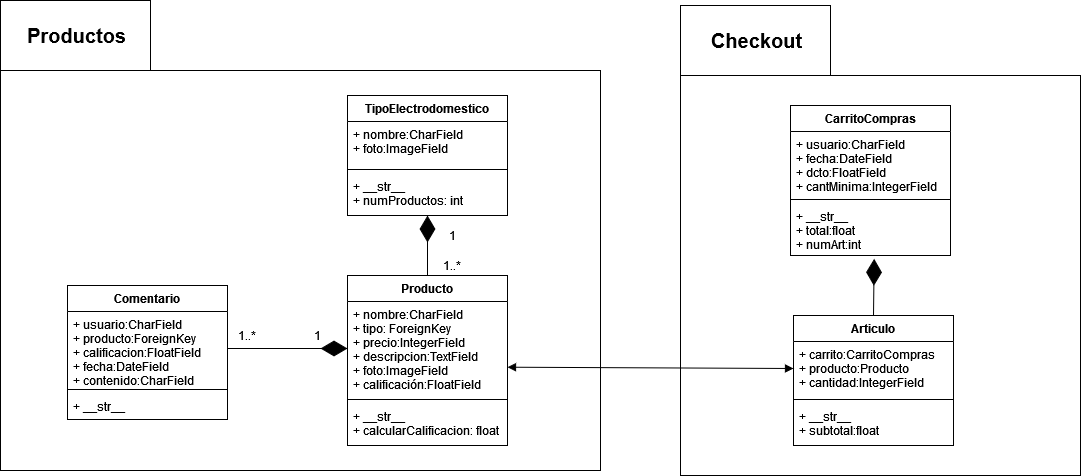 Productos
TipoElectrodomestico
+ nombre:CharField
+ foto:ImageField
+ __str__
+ numProductos: int
1
1..*
Comentario
+ usuario:CharField
+ producto:ForeignKey
+ calificacion:FloatField
+ fecha:DateField
+ contenido:CharField
+ __str__
1..*
1
Producto
+ nombre:CharField
+ tipo: ForeignKey
+ precio:IntegerField
+ descripcion:TextField
+ foto:ImageField
+ calificación:FloatField
+ __str__
+ calcularCalificacion: float
Checkout
CarritoCompras
+ usuario:CharField
+ fecha:DateField
+ dcto:FloatField
+ cantMinima:IntegerField
+ __str__
+ total:float
+ numArt:int
Articulo
+ carrito:CarritoCompras
+ producto:Producto
+ cantidad:IntegerField
+ __str__
+ subtotal:float